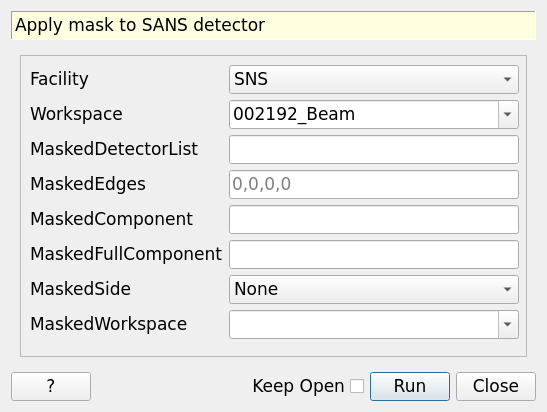 Apply mask to SANS detector
Facility SNS
Workspace 002192_Beam
MaskedDetectorList
MaskedEdges 0,0,0,0
MaskedComponent
MaskedFullComponent
MaskedSide None
MaskedWorkspace
? Keep Open Run Close